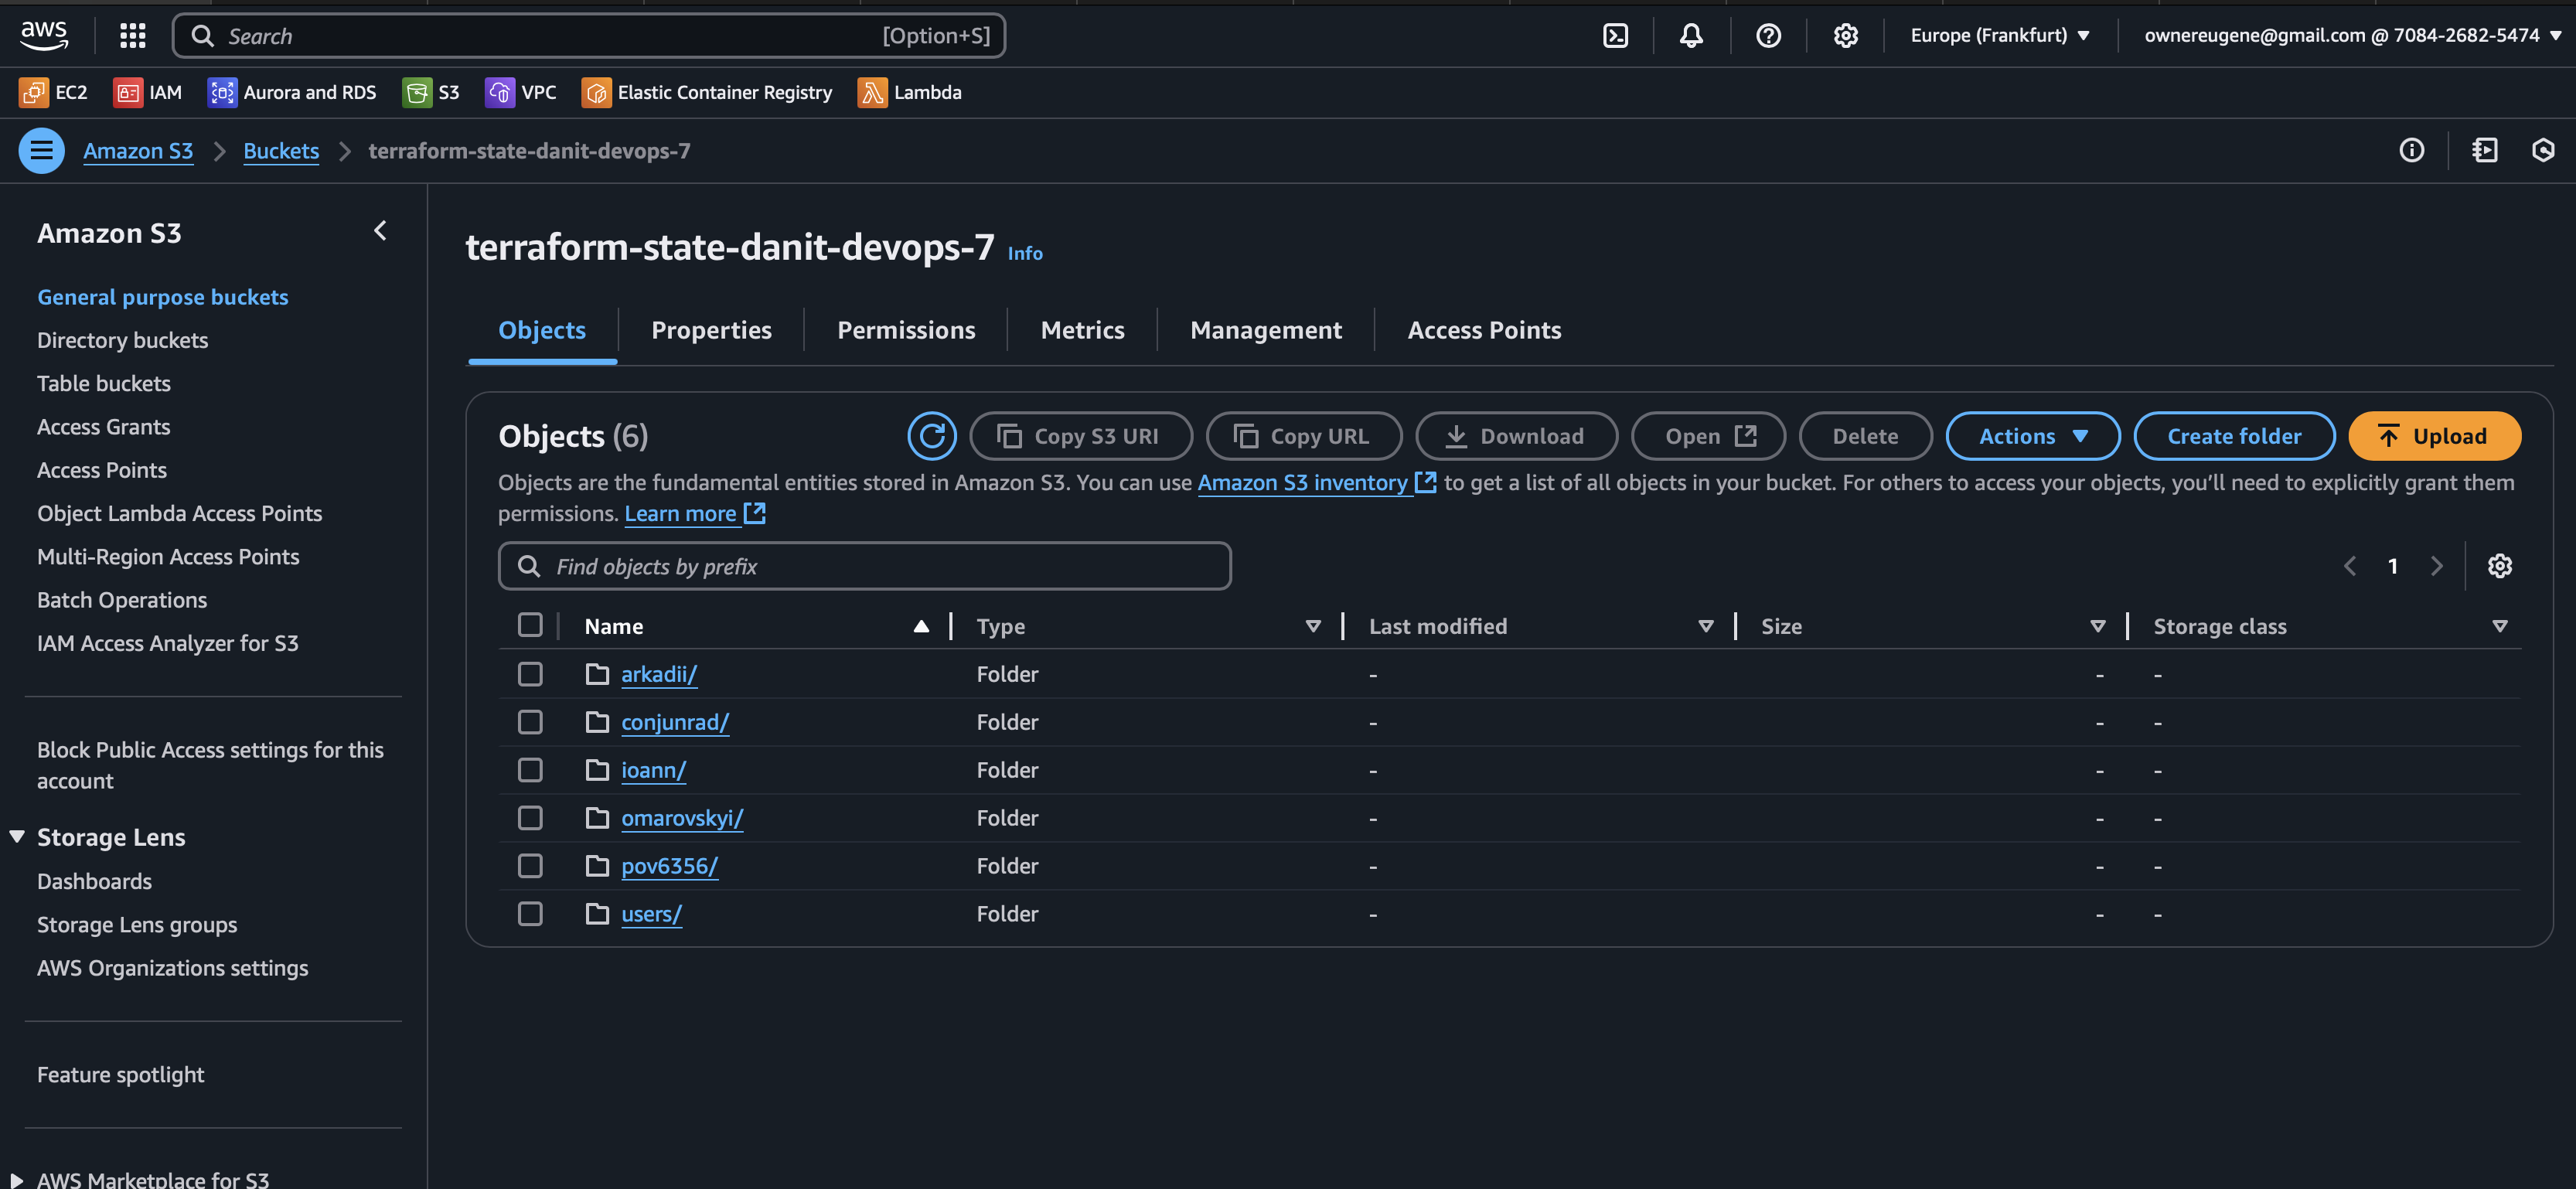 aws
Search [Option+S]
Europe (Frankfurt)
ownereugene@gmail.com @ 7084-2682-5474
EC2 IAM Aurora and RDS S3 VPC Elastic Container Registry Lambda
Amazon S3 Buckets terraform-state-danit-devops-7
Amazon S3
General purpose buckets
Directory buckets
Table buckets
Access Grants
Access Points
Object Lambda Access Points
Multi-Region Access Points
Batch Operations
IAM Access Analyzer for S3
Block Public Access settings for this
account
Storage Lens
Dashboards
Storage Lens groups
AWS Organizations settings
Feature spotlight
AWS Marketplace for S3
terraform-state-danit-devops-7 Info
Objects Properties Permissions Metrics Management Access Points
Objects (6) Copy S3 URI Copy URL Download Open Delete Actions Create folder Upload
Objects are the fundamental entities stored in Amazon S3. You can use Amazon S3 inventory to get a list of all objects in your bucket. For others to access your objects, you’ll need to explicitly grant them
permissions. Learn more
Find objects by prefix
1
Name Type Last modified Size Storage class
arkadii/ Folder - - -
conjunrad/ Folder - - -
ioann/ Folder - - -
omarovskyi/ Folder - - -
pov6356/ Folder - - -
users/ Folder - - -